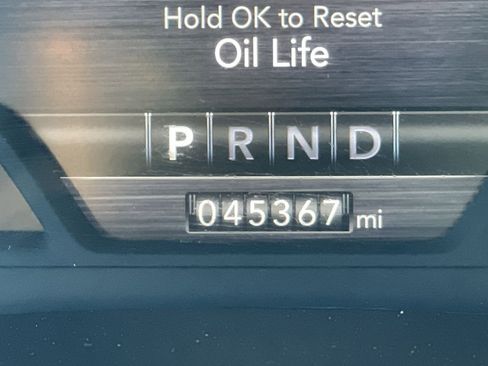 Hold OK to Reset
Oil Life
P R N D
045367 mi